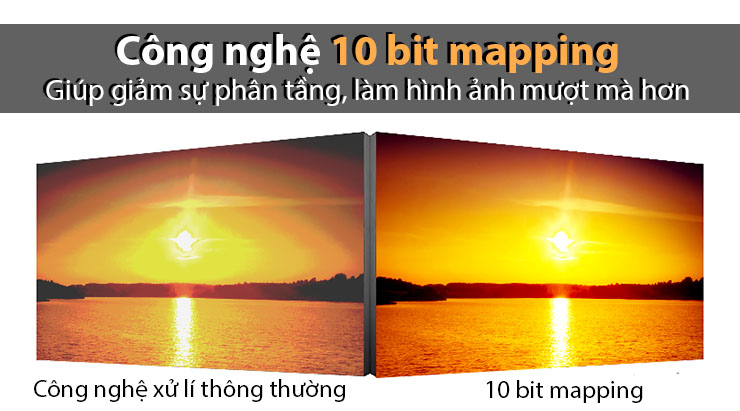 Công nghệ 10 bit mapping
Giúp giảm sự phân tầng, làm hình ảnh mượt mà hơn
Công nghệ xử lí thông thường
10 bit mapping